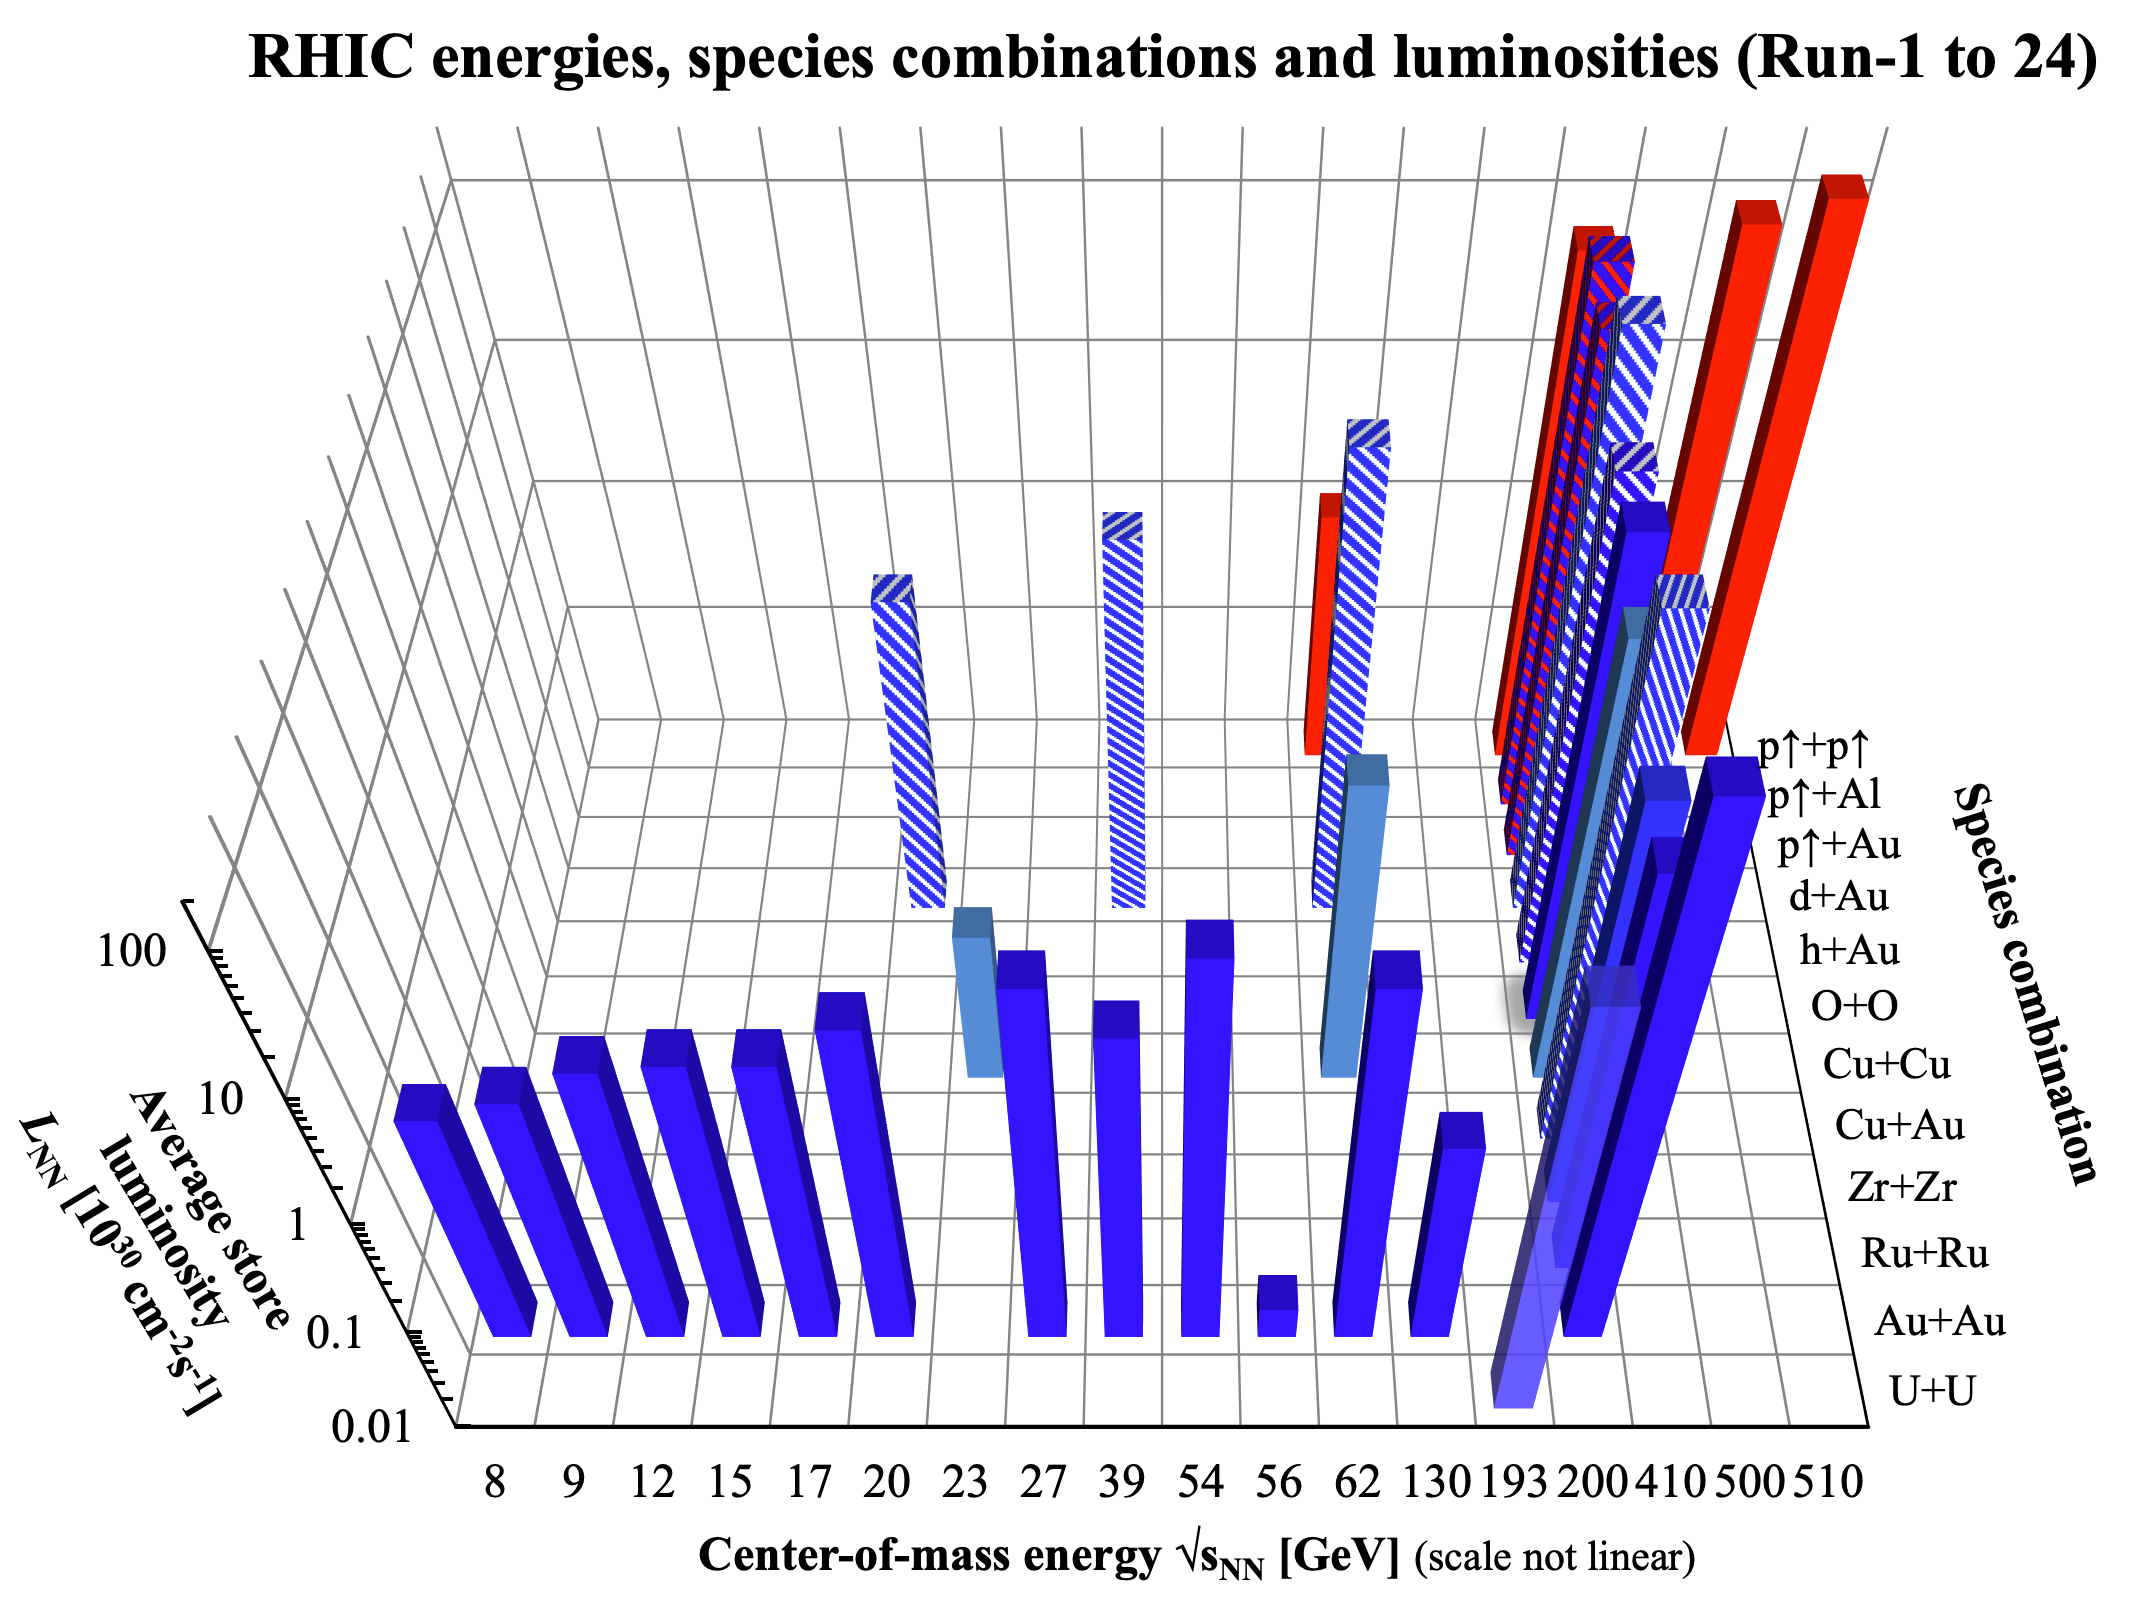 RHIC energies, species combinations and luminosities (Run-1 to 24)
100
10
1
0.1
0.01
Average store
luminosity
L_NN [10³⁰ cm⁻²s⁻¹]
p↑+p↑
p↑+Al
p↑+Au
d+Au
h+Au
O+O
Cu+Cu
Cu+Au
Zr+Zr
Ru+Ru
Au+Au
U+U
Species combination
8 9 12 15 17 20 23 27 39 54 56 62 130 193 200 410 500 510
Center-of-mass energy √s_NN [GeV] (scale not linear)